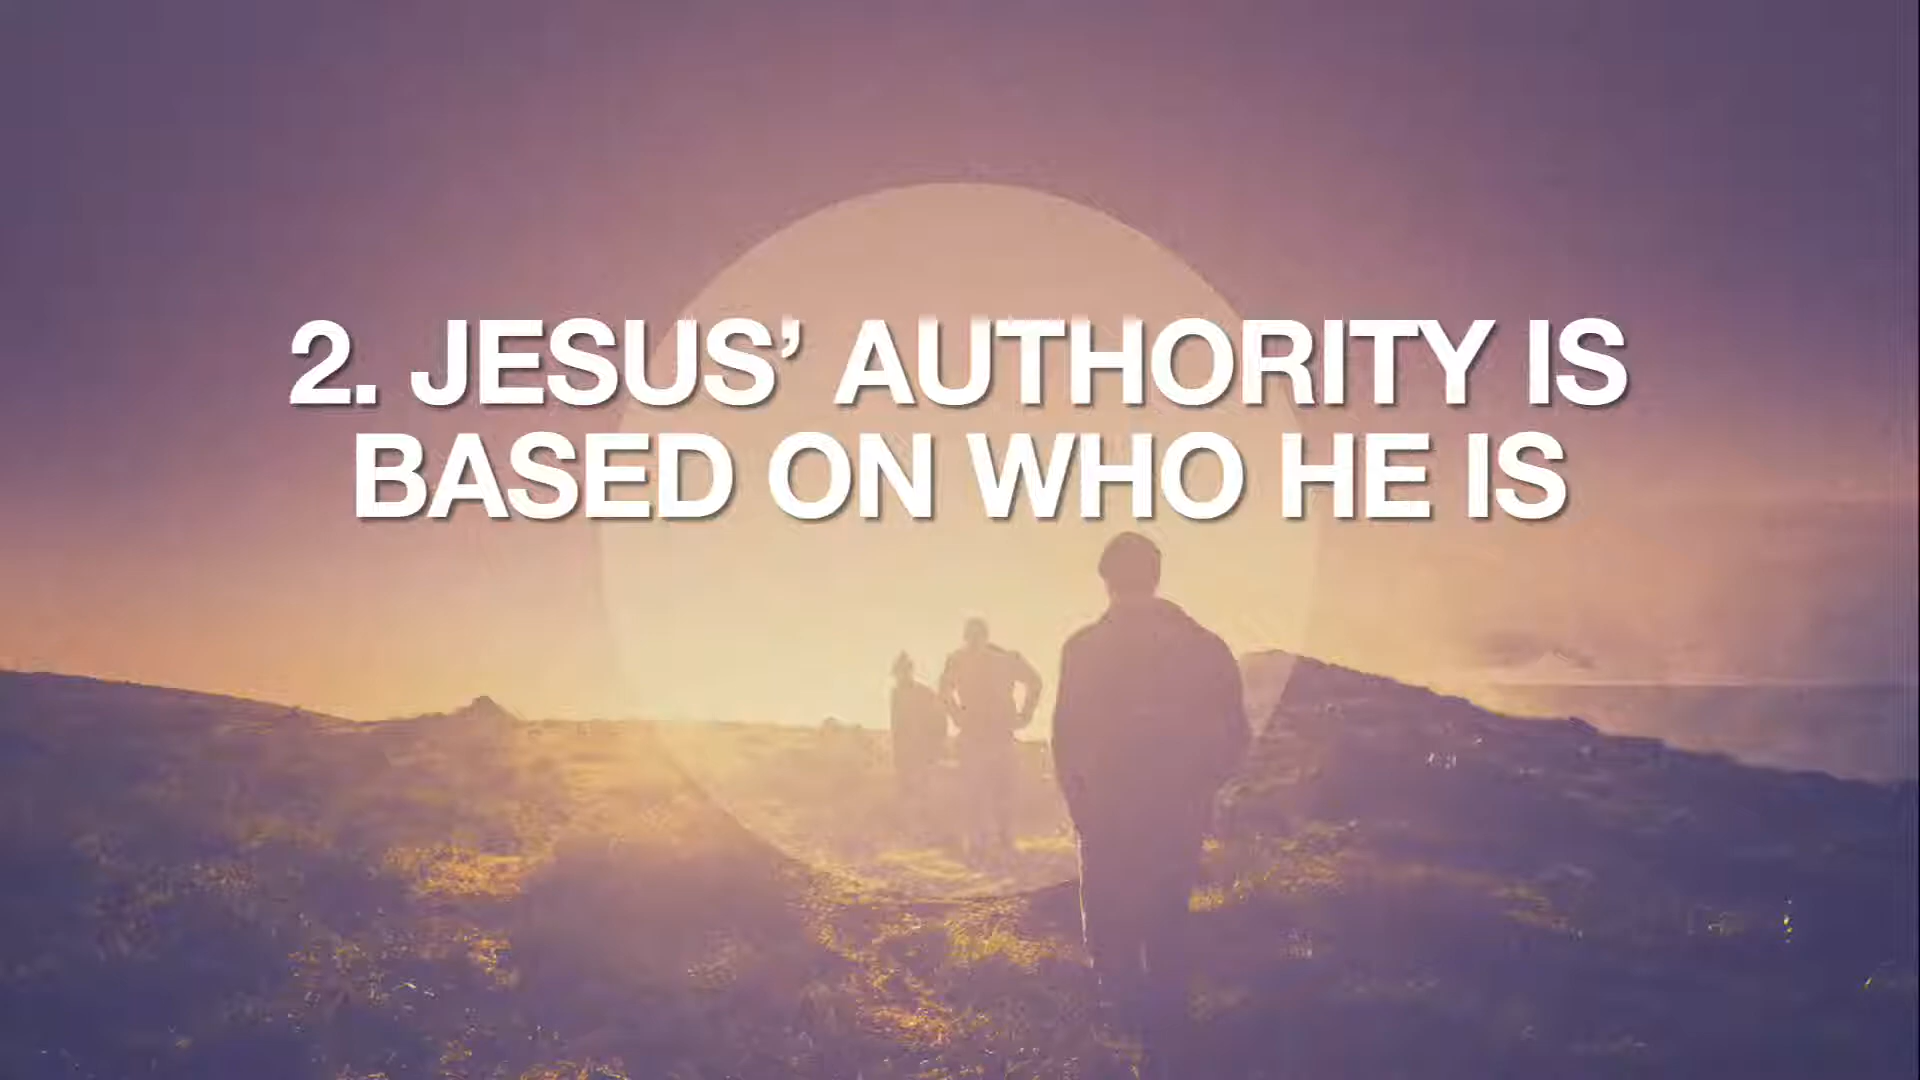 2. JESUS’ AUTHORITY IS
BASED ON WHO HE IS